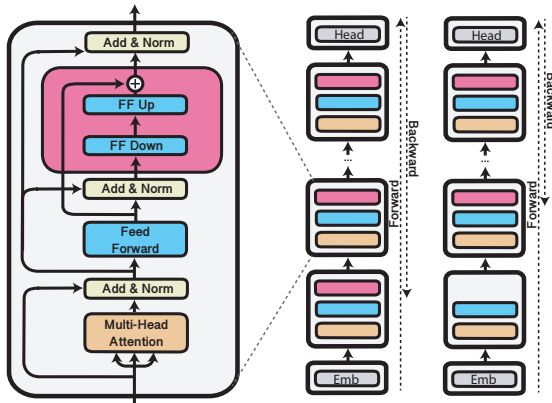 Add & Norm
+
FF Up
FF Down
Add & Norm
Feed
Forward
Add & Norm
Multi-Head
Attention
Head
...
Emb
Backward
Forward
Head
...
Emb
Backward
Forward